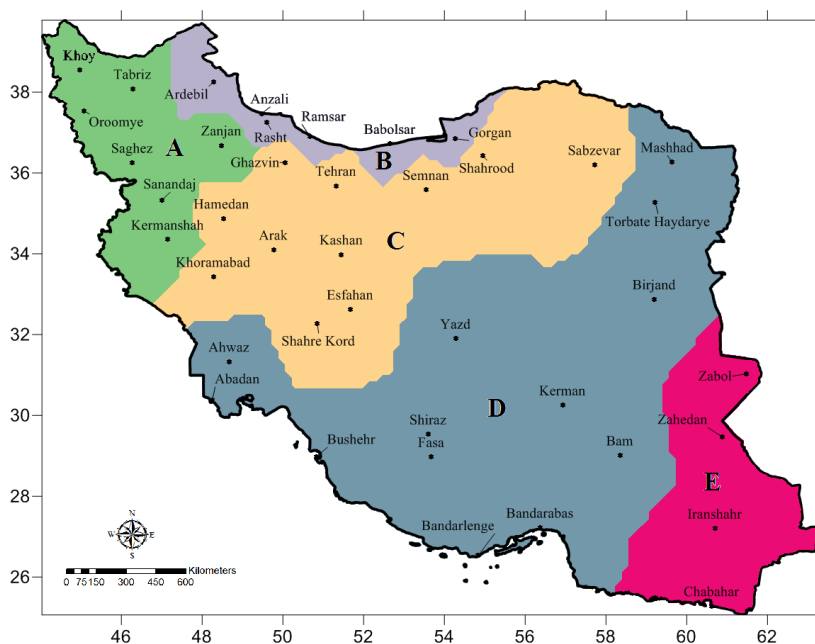 Khoy
Tabriz
38
Ardebil
Anzali
Oroomye
Ramsar
Babolsar
Zanjan
Rasht
Gorgan
A
Saghez
Ghazvin
B
Sabzevar
Mashhad
36
Tehran
Semnan
Shahrood
Sanandaj
Hamedan
Torbate Haydarye
Kermanshah
Arak
Kashan
C
34
Khoramabad
Birjand
Esfahan
32
Shahre Kord
Yazd
Ahwaz
Zabol
Abadan
Kerman
30
Shiraz
D
Zahedan
Bushehr
Fasa
Bam
E
28
Iranshahr
N
W E
S
Bandarlenge
Bandarabas
26
0 75 150 300 450 600 Kilometers
Chabahar
46 48 50 52 54 56 58 60 62